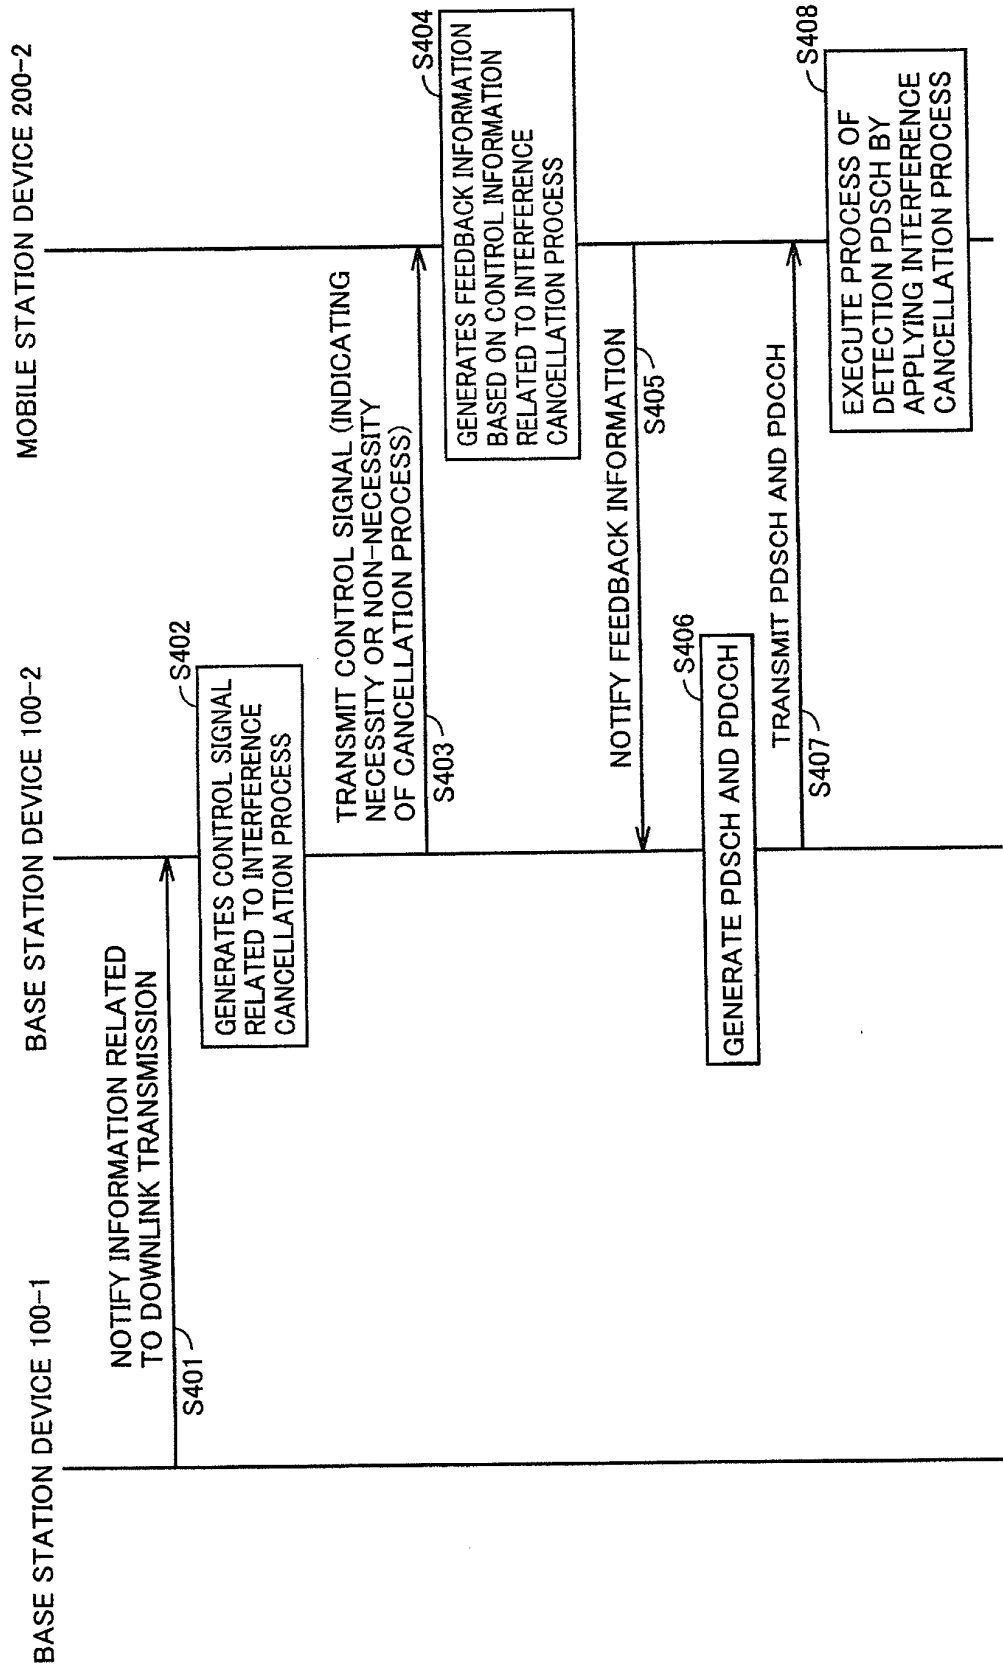 BASE STATION DEVICE 100-1
BASE STATION DEVICE 100-2
MOBILE STATION DEVICE 200-2
NOTIFY INFORMATION RELATED
TO DOWNLINK TRANSMISSION
S401
S402
GENERATES CONTROL SIGNAL
RELATED TO INTERFERENCE
CANCELLATION PROCESS
TRANSMIT CONTROL SIGNAL (INDICATING
NECESSITY OR NON-NECESSITY
OF CANCELLATION PROCESS)
S403
S404
GENERATES FEEDBACK INFORMATION
BASED ON CONTROL INFORMATION
RELATED TO INTERFERENCE
CANCELLATION PROCESS
NOTIFY FEEDBACK INFORMATION
S405
S406
GENERATE PDSCH AND PDCCH
TRANSMIT PDSCH AND PDCCH
S407
S408
EXECUTE PROCESS OF
DETECTION PDSCH BY
APPLYING INTERFERENCE
CANCELLATION PROCESS